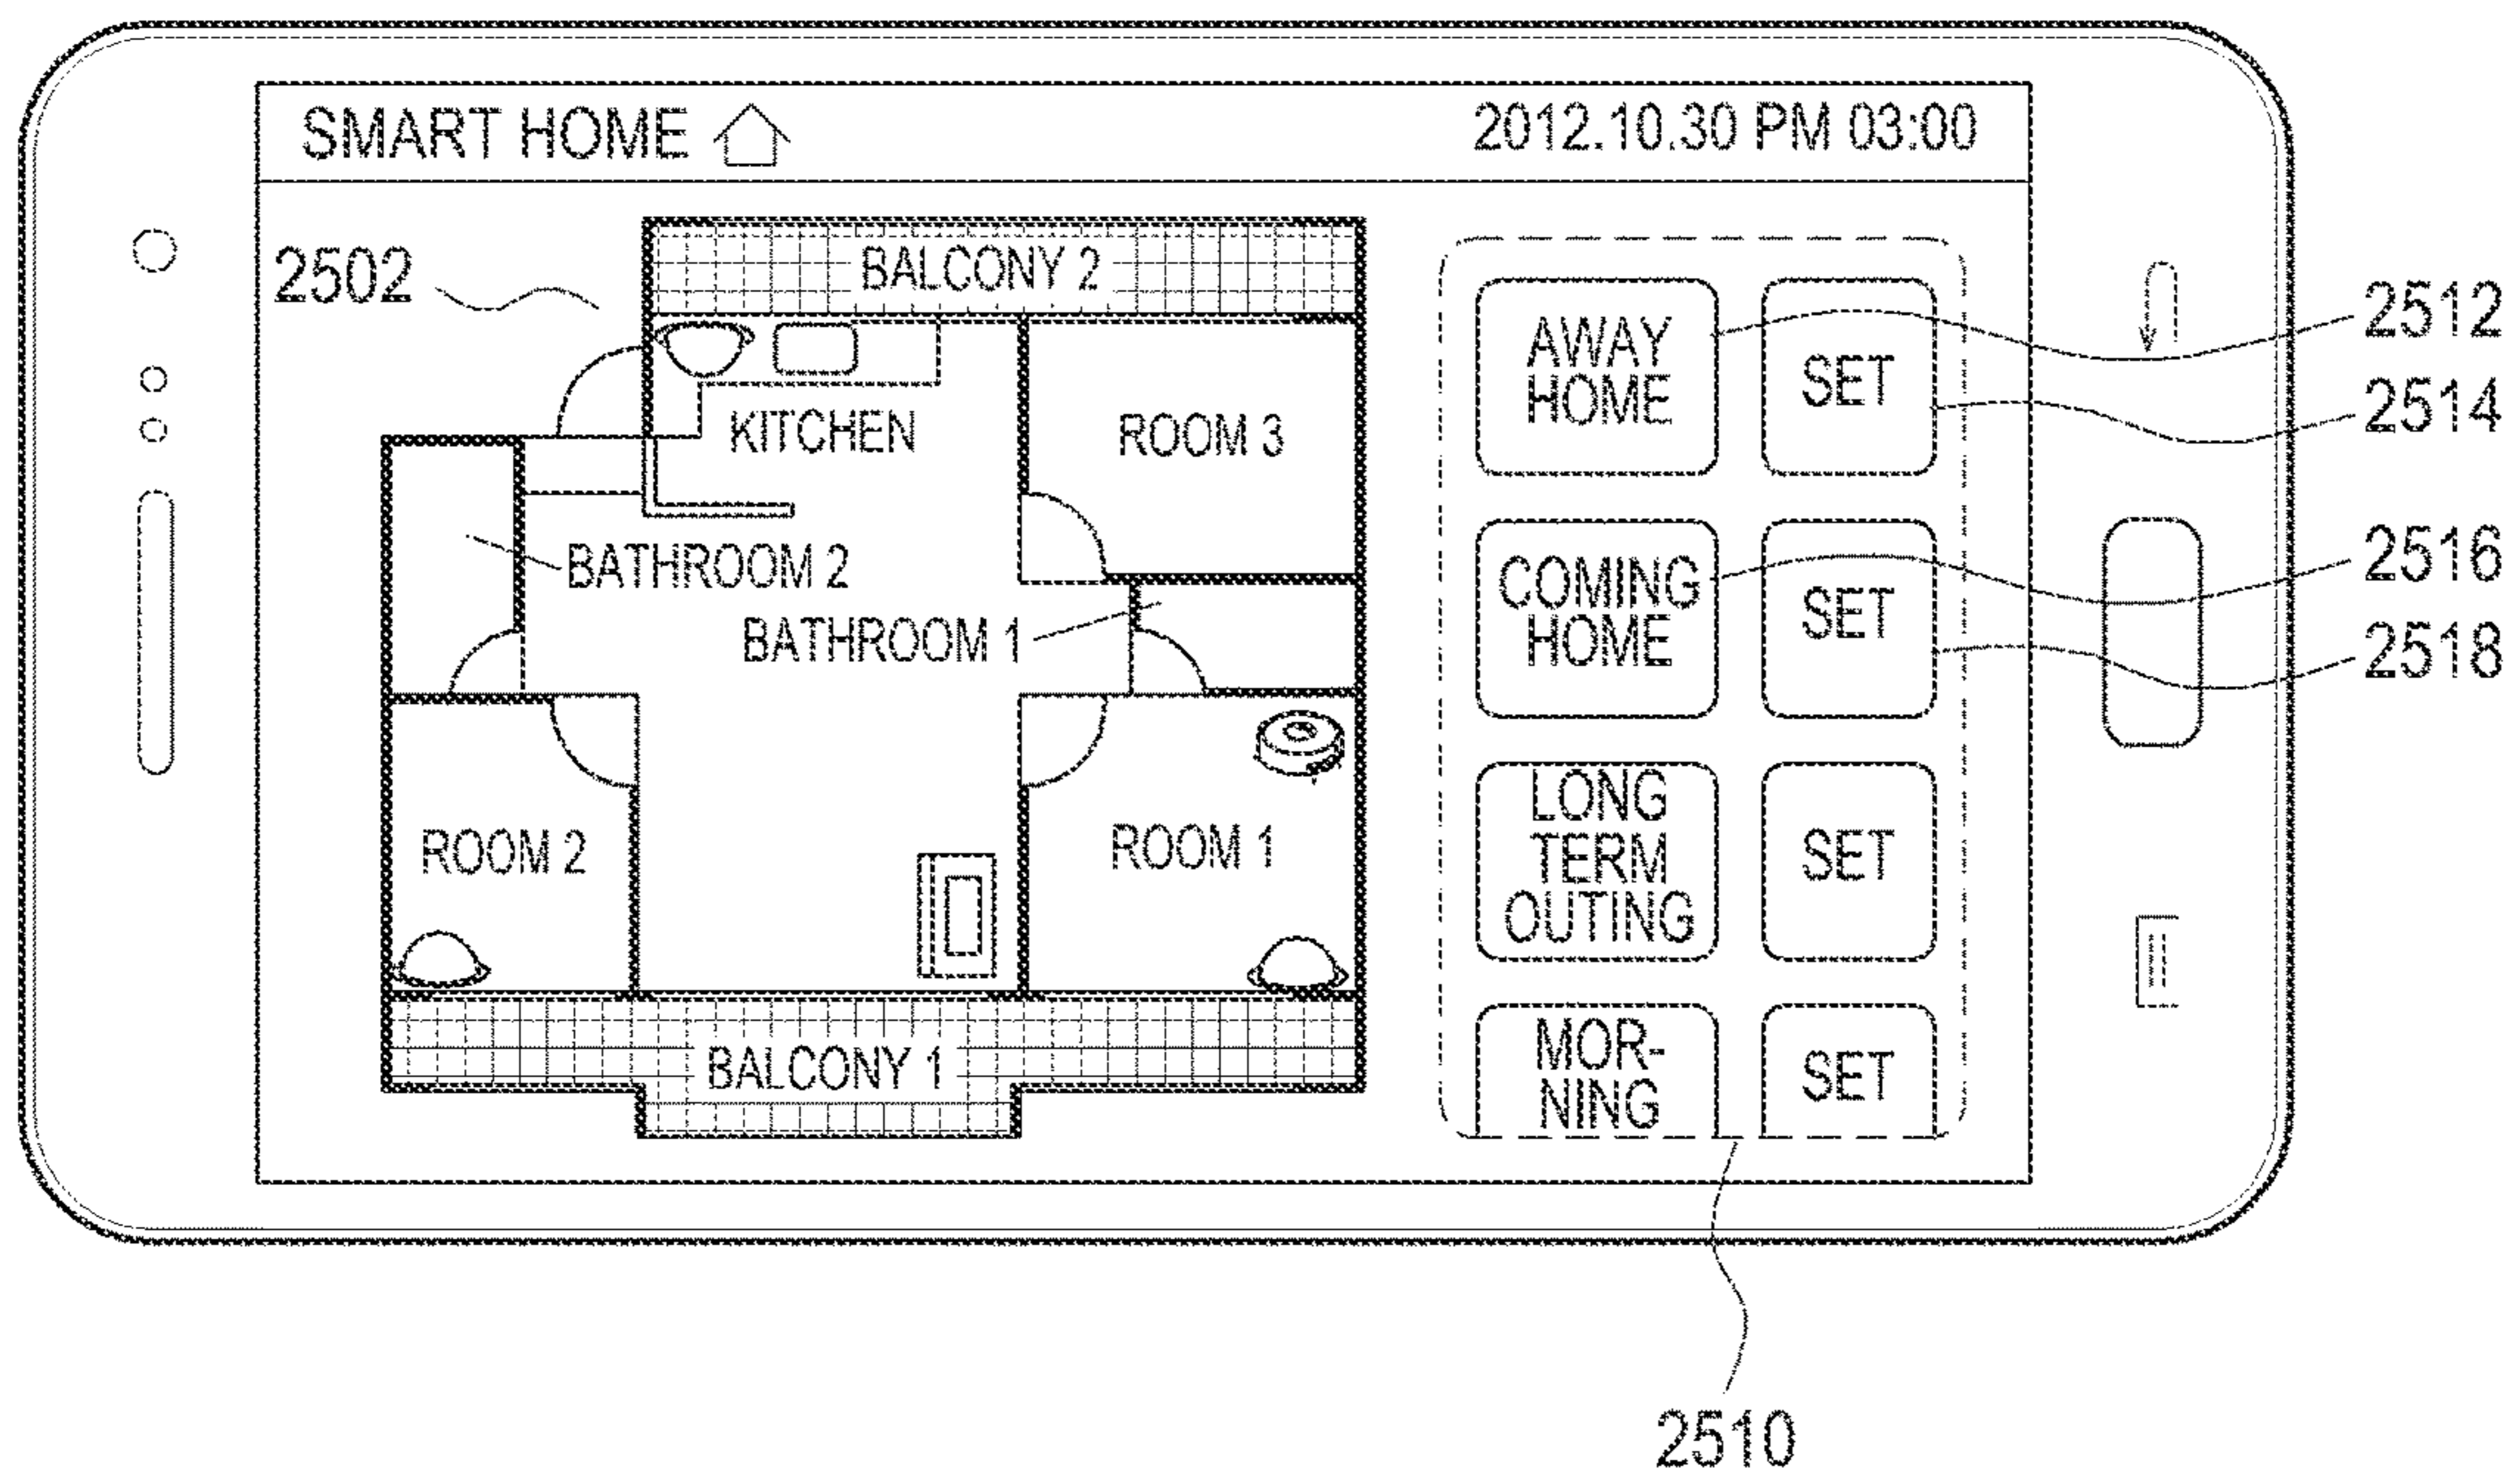 SMART HOME
2012.10.30 PM 03:00
2502
BALCONY 2
KITCHEN
ROOM 3
BATHROOM 2
BATHROOM 1
ROOM 2
ROOM 1
BALCONY 1
AWAY
HOME
SET
COMING
HOME
SET
LONG
TERM
OUTING
SET
MOR-
NING
SET
2512
2514
2516
2518
2510